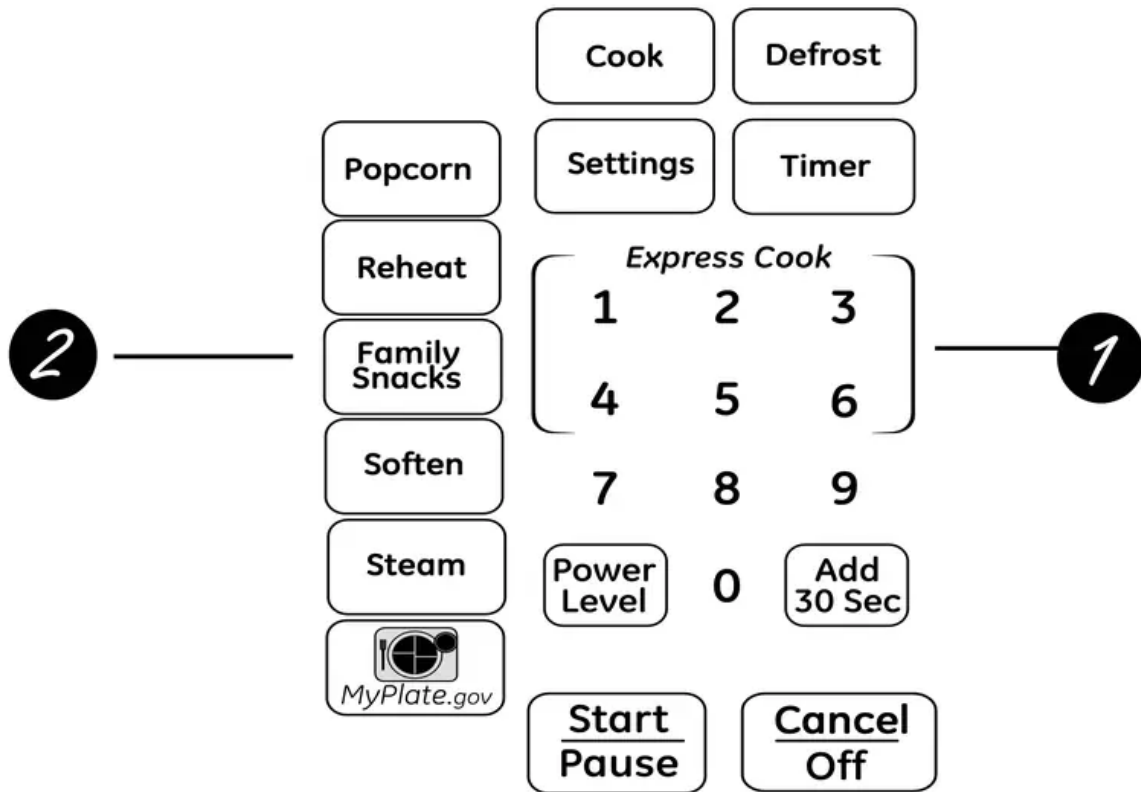 Cook
Defrost
Popcorn
Settings
Timer
Reheat
Express Cook
1 2 3
2
Family
Snacks
1
4 5 6
Soften
7 8 9
Steam
Power
Level
0
Add
30 Sec
MyPlate.gov
Start
Pause
Cancel
Off